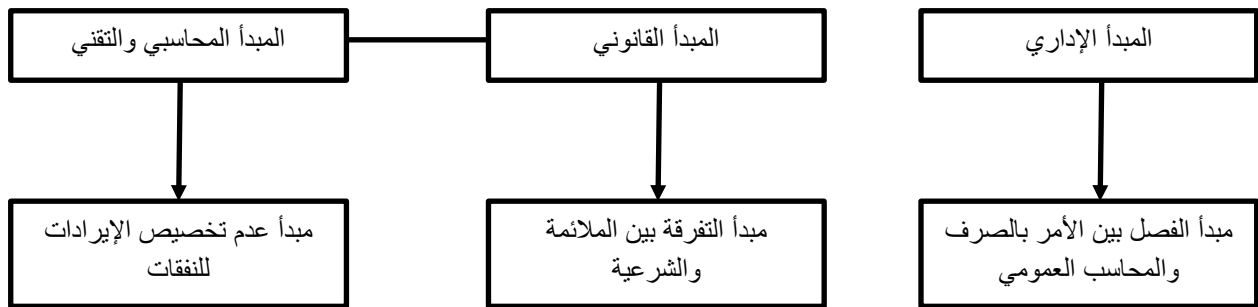 المبدأ الإداري
المبدأ القانوني
المبدأ المحاسبي والتقني
مبدأ الفصل بين الأمر بالصرف
والمحاسب العمومي
مبدأ التفرقة بين الملائمة
والشرعية
مبدأ عدم تخصيص الإيرادات
للنفقات